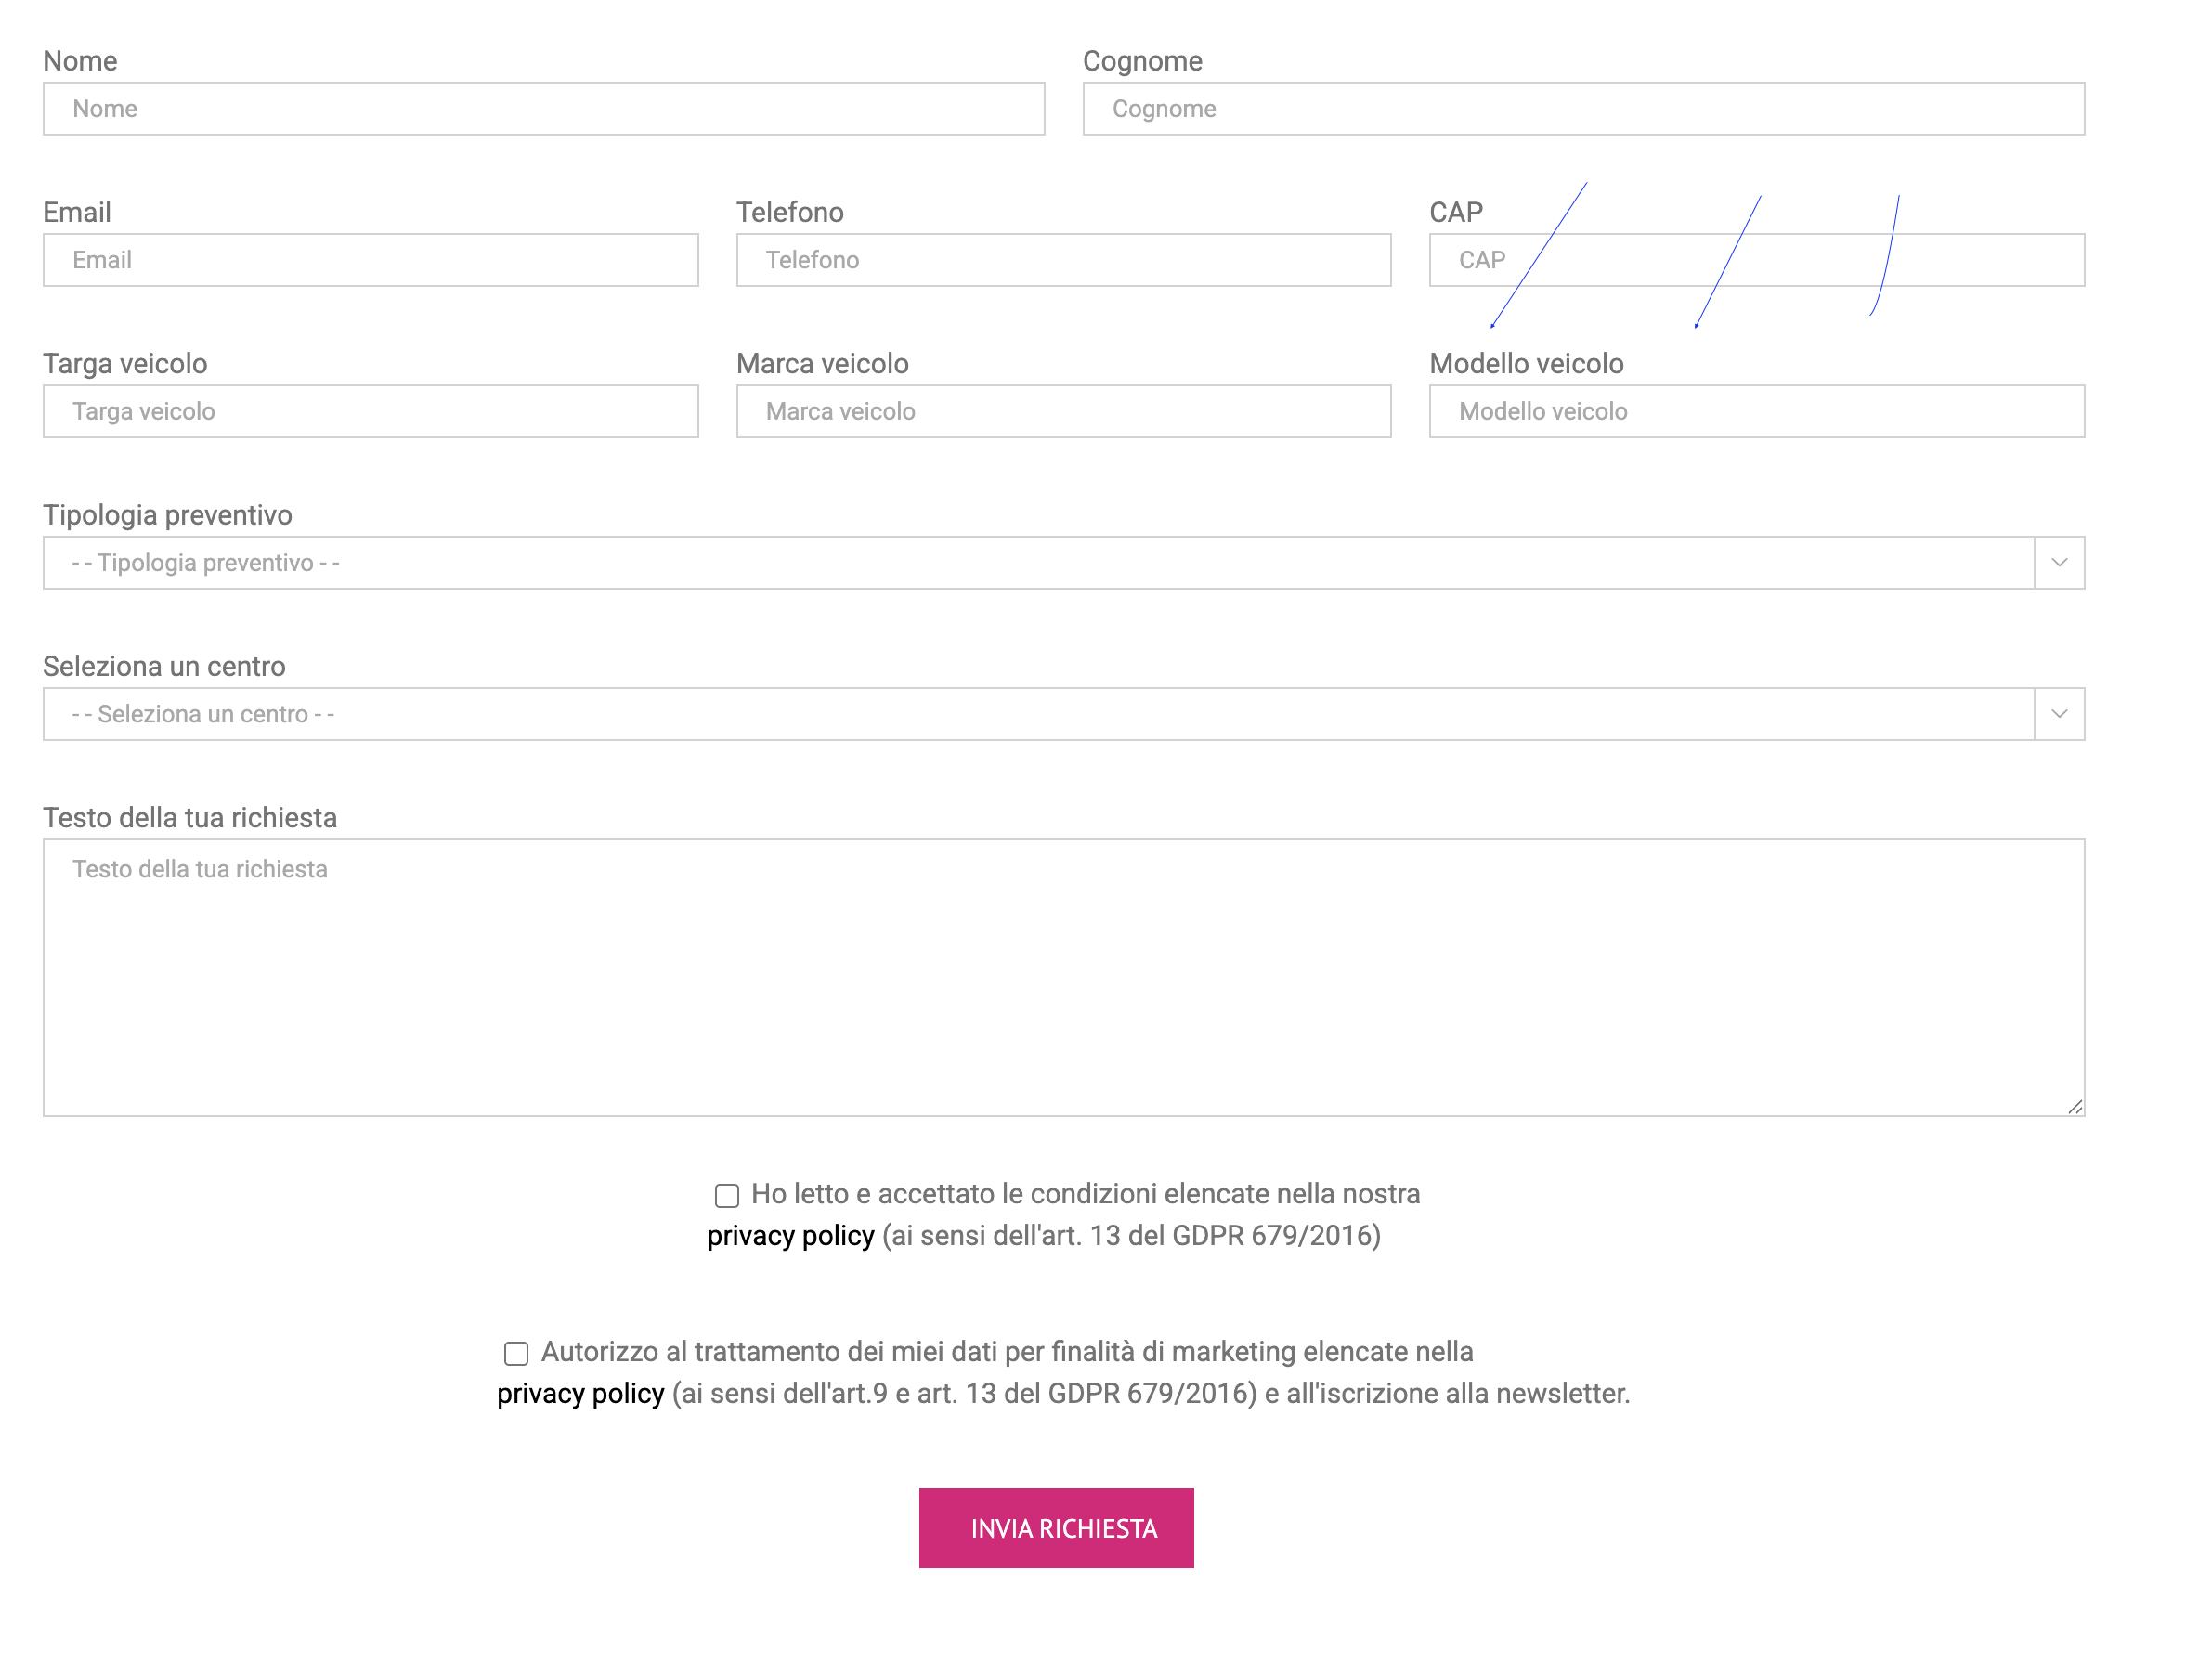 Nome Cognome
Nome Cognome
Email Telefono CAP
Email Telefono CAP
Targa veicolo Marca veicolo Modello veicolo
Targa veicolo Marca veicolo Modello veicolo
Tipologia preventivo
- - Tipologia preventivo - -
Seleziona un centro
- - Seleziona un centro - -
Testo della tua richiesta
Testo della tua richiesta
Ho letto e accettato le condizioni elencate nella nostra
privacy policy (ai sensi dell'art. 13 del GDPR 679/2016)
Autorizzo al trattamento dei miei dati per finalità di marketing elencate nella
privacy policy (ai sensi dell'art.9 e art. 13 del GDPR 679/2016) e all'iscrizione alla newsletter.
INVIA RICHIESTA